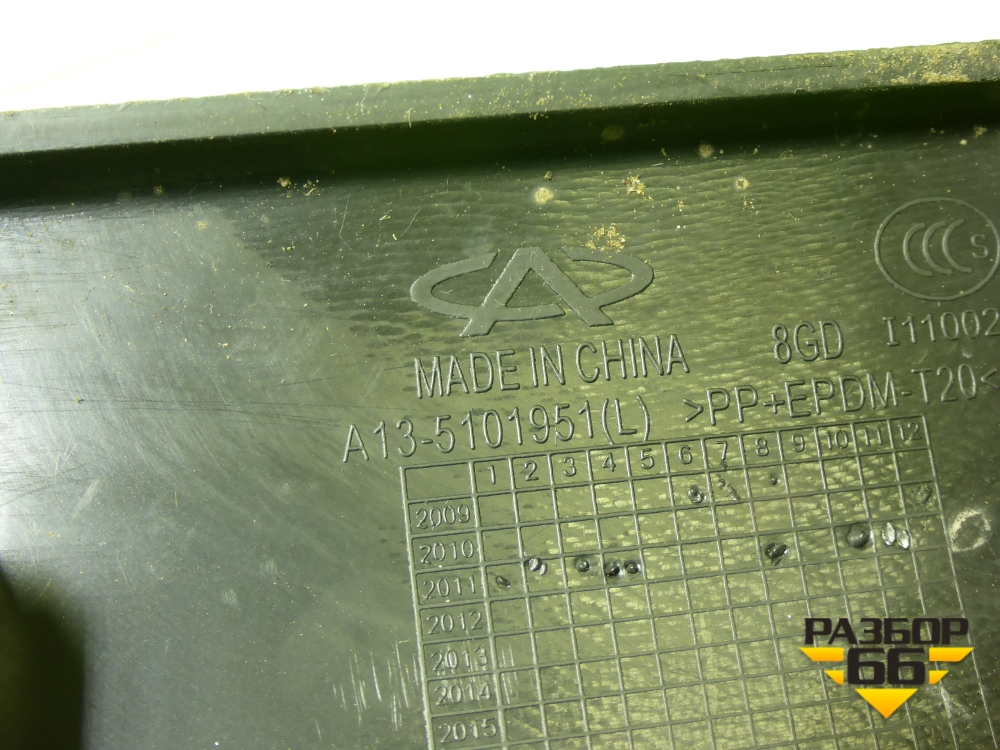 CCC S
MADE IN CHINA 8GD I11002
A13-5101951(L) >PP+EPDM-T20<
1 2 3 4 5 6 7 8 9 10 11 12
2009
2010
2011
2012
2013
2014
2015
РАЗБОР
66